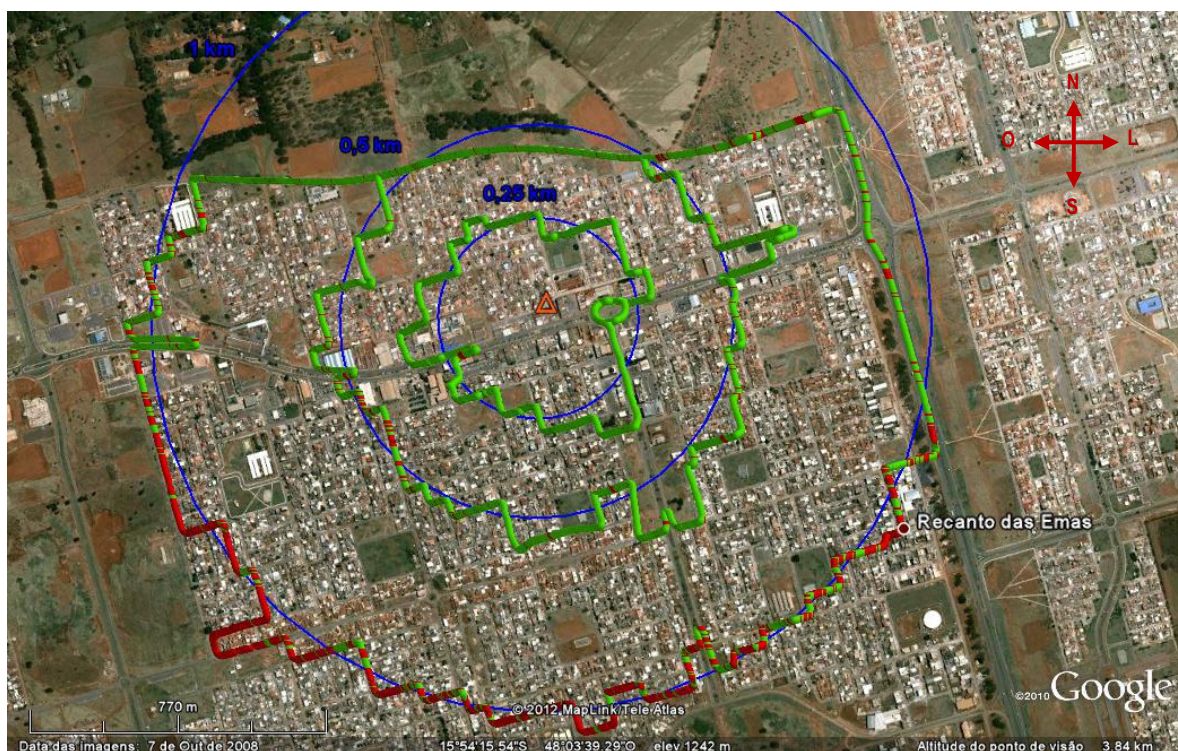 1 km
0,5 km
0,25 km
N
O
L
S
Recanto das Emas
©2010 Google
© 2012 MapLink/Tele Atlas
770 m
Data das imagens: 7 de Out de 2008
15°54'15.54"S 48°03'39.29"O elev 1242 m
Altitude do ponto de visão 3.84 km